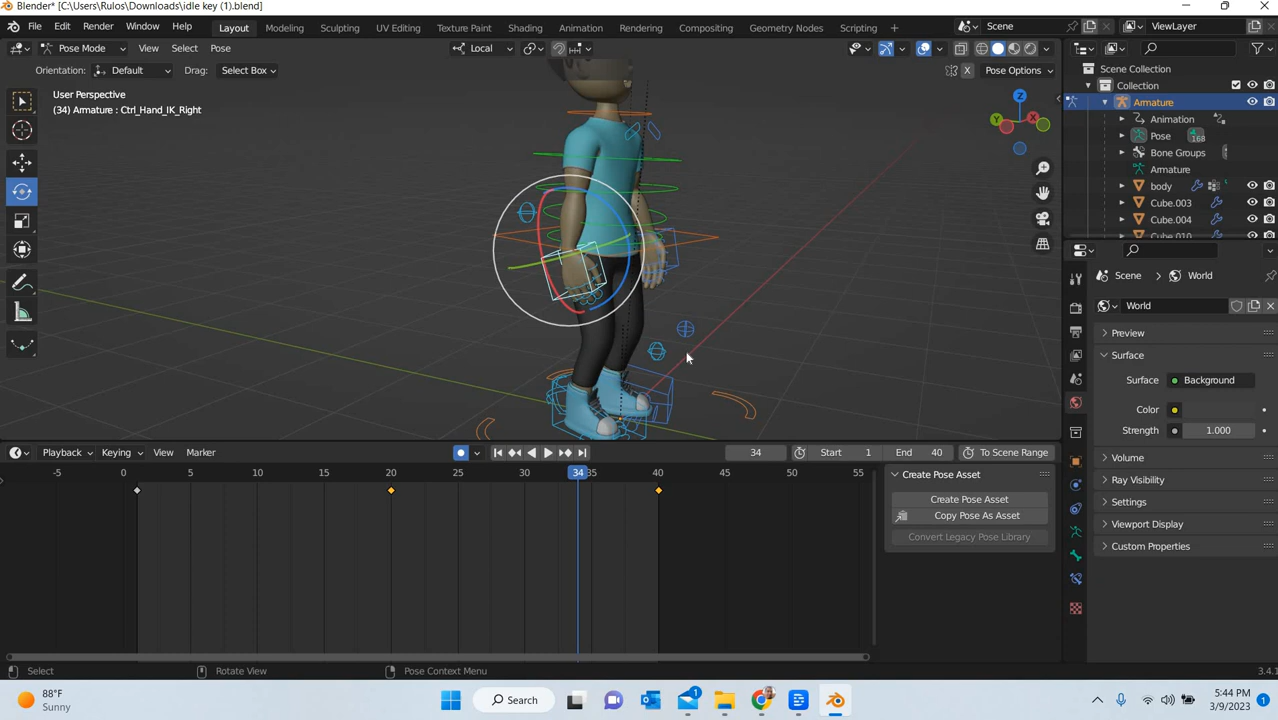 Blender* [C:\Users\Rulos\Downloads\idle key (1).blend]
File Edit Render Window Help Layout Modeling Sculpting UV Editing Texture Paint Shading Animation Rendering Compositing Geometry Nodes Scripting + Scene ViewLayer
Pose Mode View Select Pose Local
Orientation: Default Drag: Select Box X Pose Options
User Perspective
(34) Armature : Ctrl_Hand_IK_Right
Z
Y
X
Scene Collection
Collection
Armature
Animation
Pose 168
Bone Groups
Armature
body
Cube.003
Cube.004
Cube.010
Scene World
World
Preview
Surface
Surface Background
Color
Strength 1.000
Volume
Ray Visibility
Settings
Viewport Display
Custom Properties
Playback Keying View Marker 34 Start 1 End 40 To Scene Range
-5 0 5 10 15 20 25 34 35 40 45 50 55
Create Pose Asset
Create Pose Asset
Copy Pose As Asset
Convert Legacy Pose Library
Select Rotate View Pose Context Menu 3.4.1
88°F
Sunny
Search
1
5:44 PM
3/9/2023
1